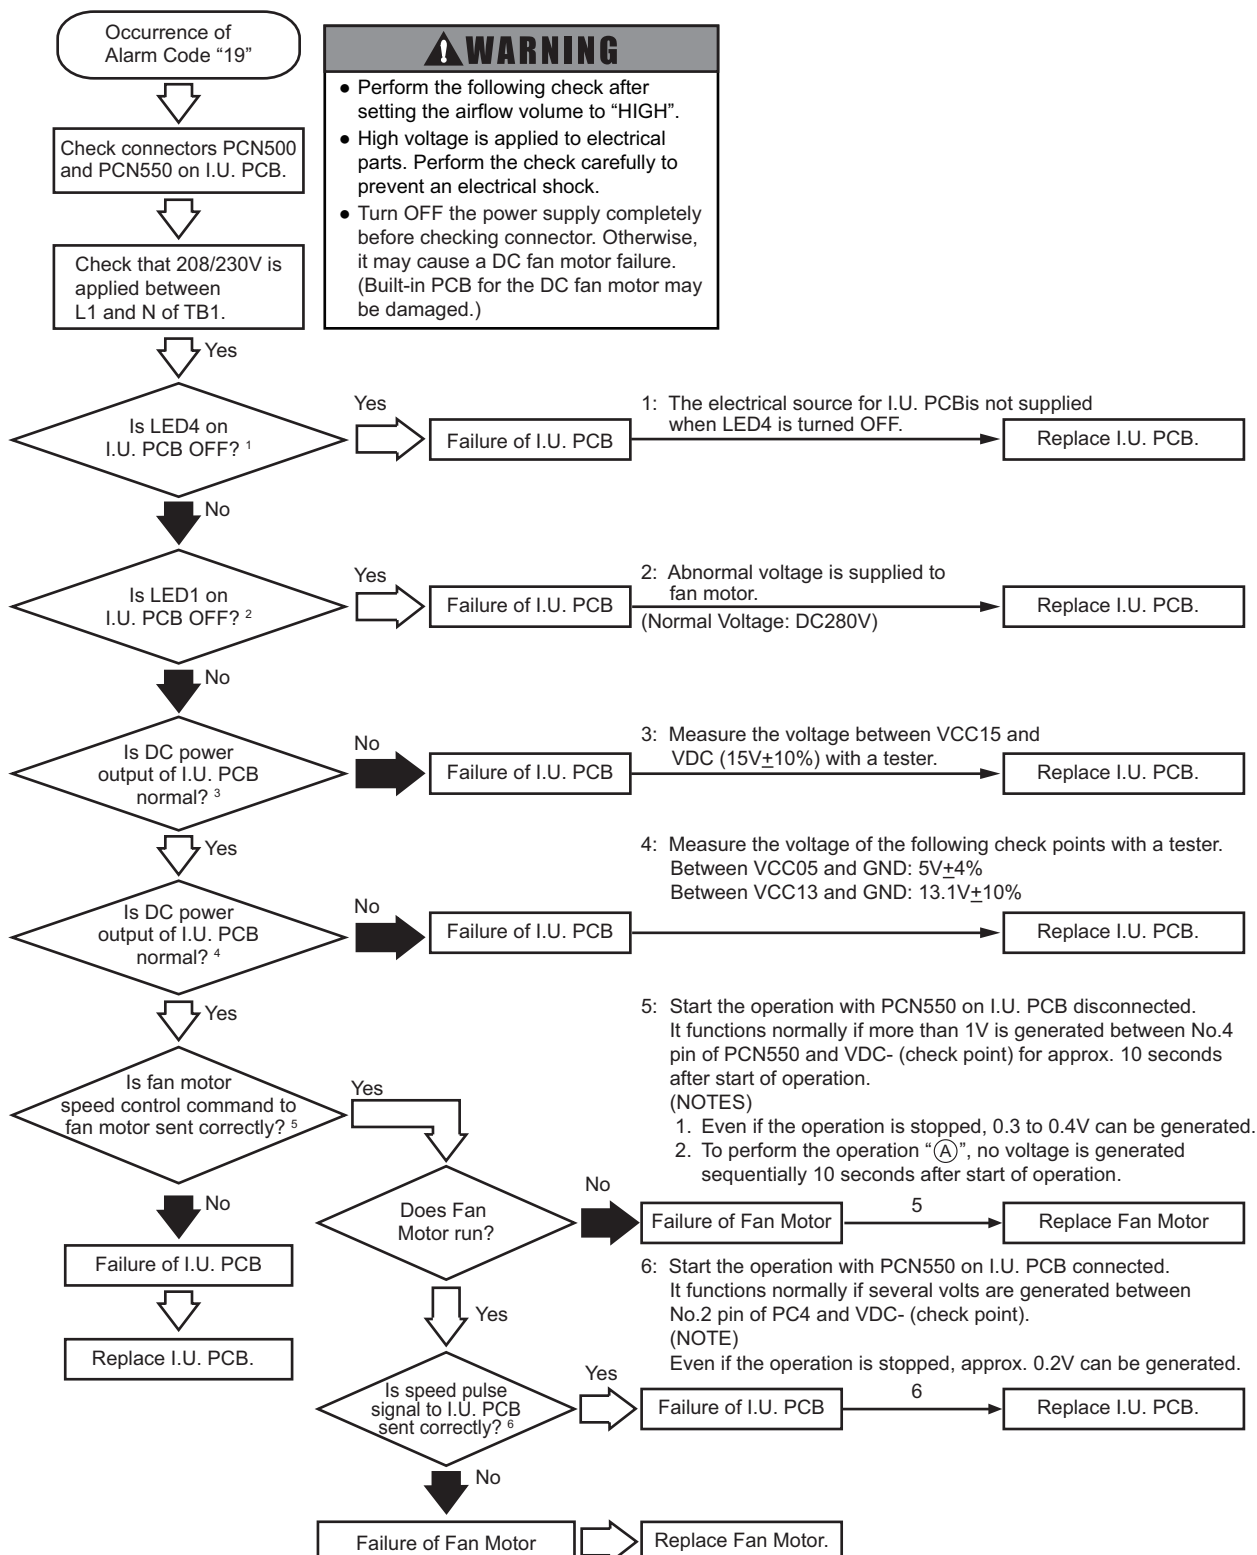 Occurrence of
Alarm Code “19”
WARNING
● Perform the following check after
setting the airflow volume to “HIGH”.
● High voltage is applied to electrical
parts. Perform the check carefully to
prevent an electrical shock.
● Turn OFF the power supply completely
before checking connector. Otherwise,
it may cause a DC fan motor failure.
(Built-in PCB for the DC fan motor may
be damaged.)
Check connectors PCN500
and PCN550 on I.U. PCB.
Check that 208/230V is
applied between
L1 and N of TB1.
Yes
Is LED4 on
I.U. PCB OFF? 1
Yes
Failure of I.U. PCB
1: The electrical source for I.U. PCBis not supplied
when LED4 is turned OFF.
Replace I.U. PCB.
No
Is LED1 on
I.U. PCB OFF? 2
Yes
Failure of I.U. PCB
2: Abnormal voltage is supplied to
fan motor.
(Normal Voltage: DC280V)
Replace I.U. PCB.
No
Is DC power
output of I.U. PCB
normal? 3
No
Failure of I.U. PCB
3: Measure the voltage between VCC15 and
VDC (15V±10%) with a tester.
Replace I.U. PCB.
Yes
Is DC power
output of I.U. PCB
normal? 4
No
Failure of I.U. PCB
4: Measure the voltage of the following check points with a tester.
Between VCC05 and GND: 5V±4%
Between VCC13 and GND: 13.1V±10%
Replace I.U. PCB.
Yes
Is fan motor
speed control command to
fan motor sent correctly? 5
Yes
5: Start the operation with PCN550 on I.U. PCB disconnected.
It functions normally if more than 1V is generated between No.4
pin of PCN550 and VDC- (check point) for approx. 10 seconds
after start of operation.
(NOTES)
1. Even if the operation is stopped, 0.3 to 0.4V can be generated.
2. To perform the operation “Ⓐ”, no voltage is generated
sequentially 10 seconds after start of operation.
No
Failure of I.U. PCB
Replace I.U. PCB.
Does Fan
Motor run?
No
Failure of Fan Motor
5
Replace Fan Motor
6: Start the operation with PCN550 on I.U. PCB connected.
It functions normally if several volts are generated between
No.2 pin of PC4 and VDC- (check point).
(NOTE)
Even if the operation is stopped, approx. 0.2V can be generated.
Yes
Is speed pulse
signal to I.U. PCB
sent correctly? 6
Yes
Failure of I.U. PCB
6
Replace I.U. PCB.
No
Failure of Fan Motor
Replace Fan Motor.